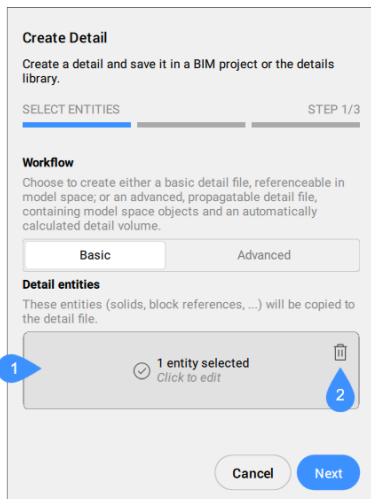 Create Detail
Create a detail and save it in a BIM project or the details
library.
SELECT ENTITIES STEP 1/3
Workflow
Choose to create either a basic detail file, referenceable in
model space; or an advanced, propagatable detail file,
containing model space objects and an automatically
calculated detail volume.
Basic Advanced
Detail entities
These entities (solids, block references, ...) will be copied to
the detail file.
1 entity selected
Click to edit
1
2
Cancel Next